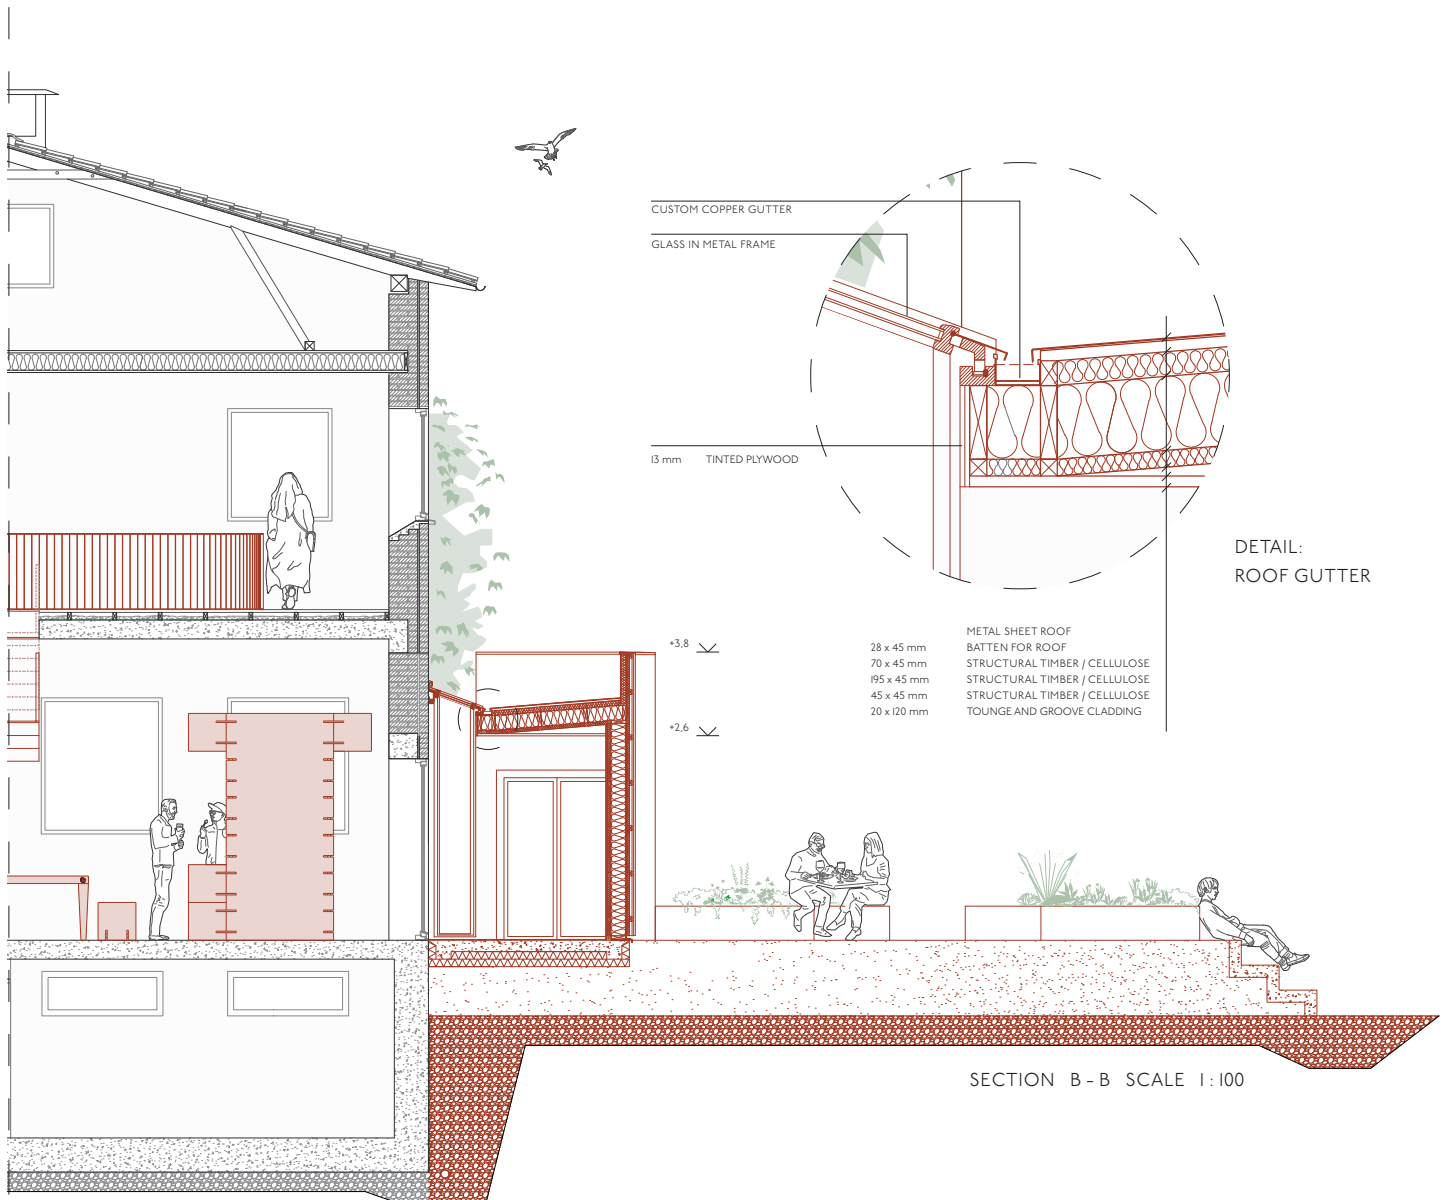 CUSTOM COPPER GUTTER
GLASS IN METAL FRAME
13 mm TINTED PLYWOOD
DETAIL:
ROOF GUTTER
+3,8
+2,6
METAL SHEET ROOF
28 x 45 mm BATTEN FOR ROOF
70 x 45 mm STRUCTURAL TIMBER / CELLULOSE
195 x 45 mm STRUCTURAL TIMBER / CELLULOSE
45 x 45 mm STRUCTURAL TIMBER / CELLULOSE
20 x 120 mm TOUNGE AND GROOVE CLADDING
SECTION B - B SCALE 1 : 100